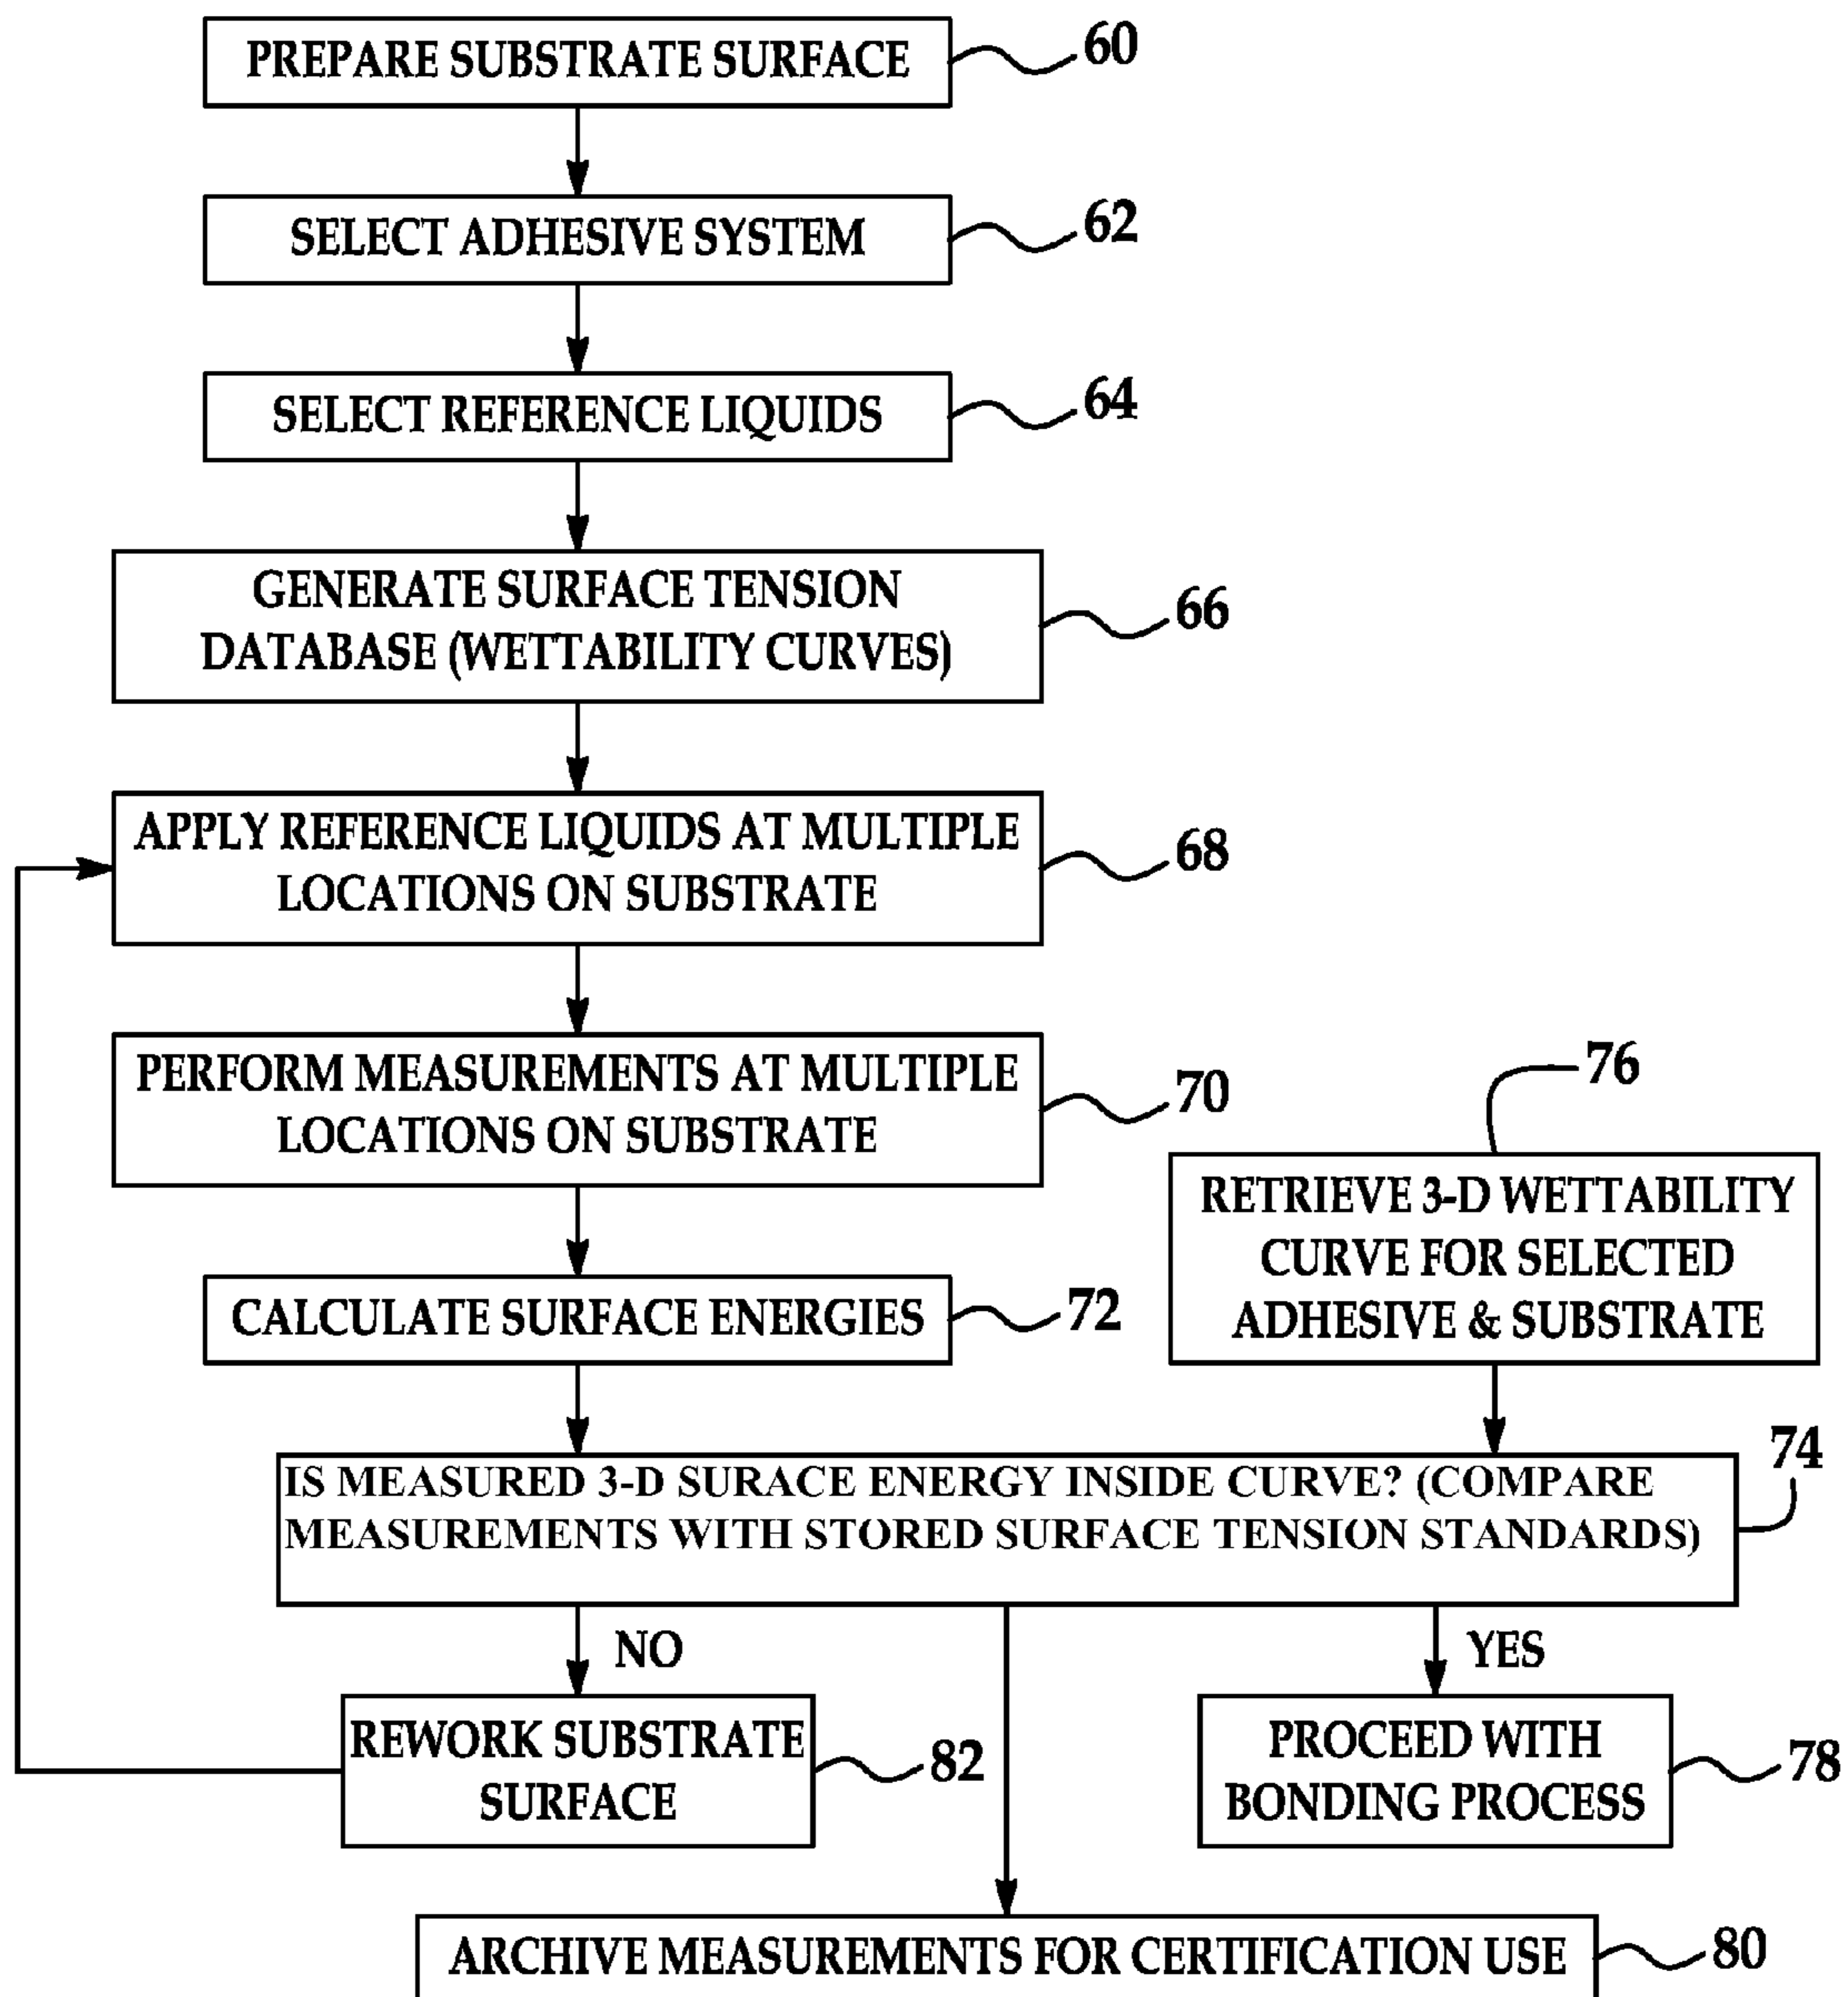 PREPARE SUBSTRATE SURFACE
60
SELECT ADHESIVE SYSTEM
62
SELECT REFERENCE LIQUIDS
64
GENERATE SURFACE TENSION
DATABASE (WETTABILITY CURVES)
66
APPLY REFERENCE LIQUIDS AT MULTIPLE
LOCATIONS ON SUBSTRATE
68
PERFORM MEASUREMENTS AT MULTIPLE
LOCATIONS ON SUBSTRATE
70
76
RETRIEVE 3-D WETTABILITY
CURVE FOR SELECTED
ADHESIVE & SUBSTRATE
CALCULATE SURFACE ENERGIES
72
74
IS MEASURED 3-D SURACE ENERGY INSIDE CURVE? (COMPARE
MEASUREMENTS WITH STORED SURFACE TENSION STANDARDS)
NO
YES
REWORK SUBSTRATE
SURFACE
82
PROCEED WITH
BONDING PROCESS
78
ARCHIVE MEASUREMENTS FOR CERTIFICATION USE
80